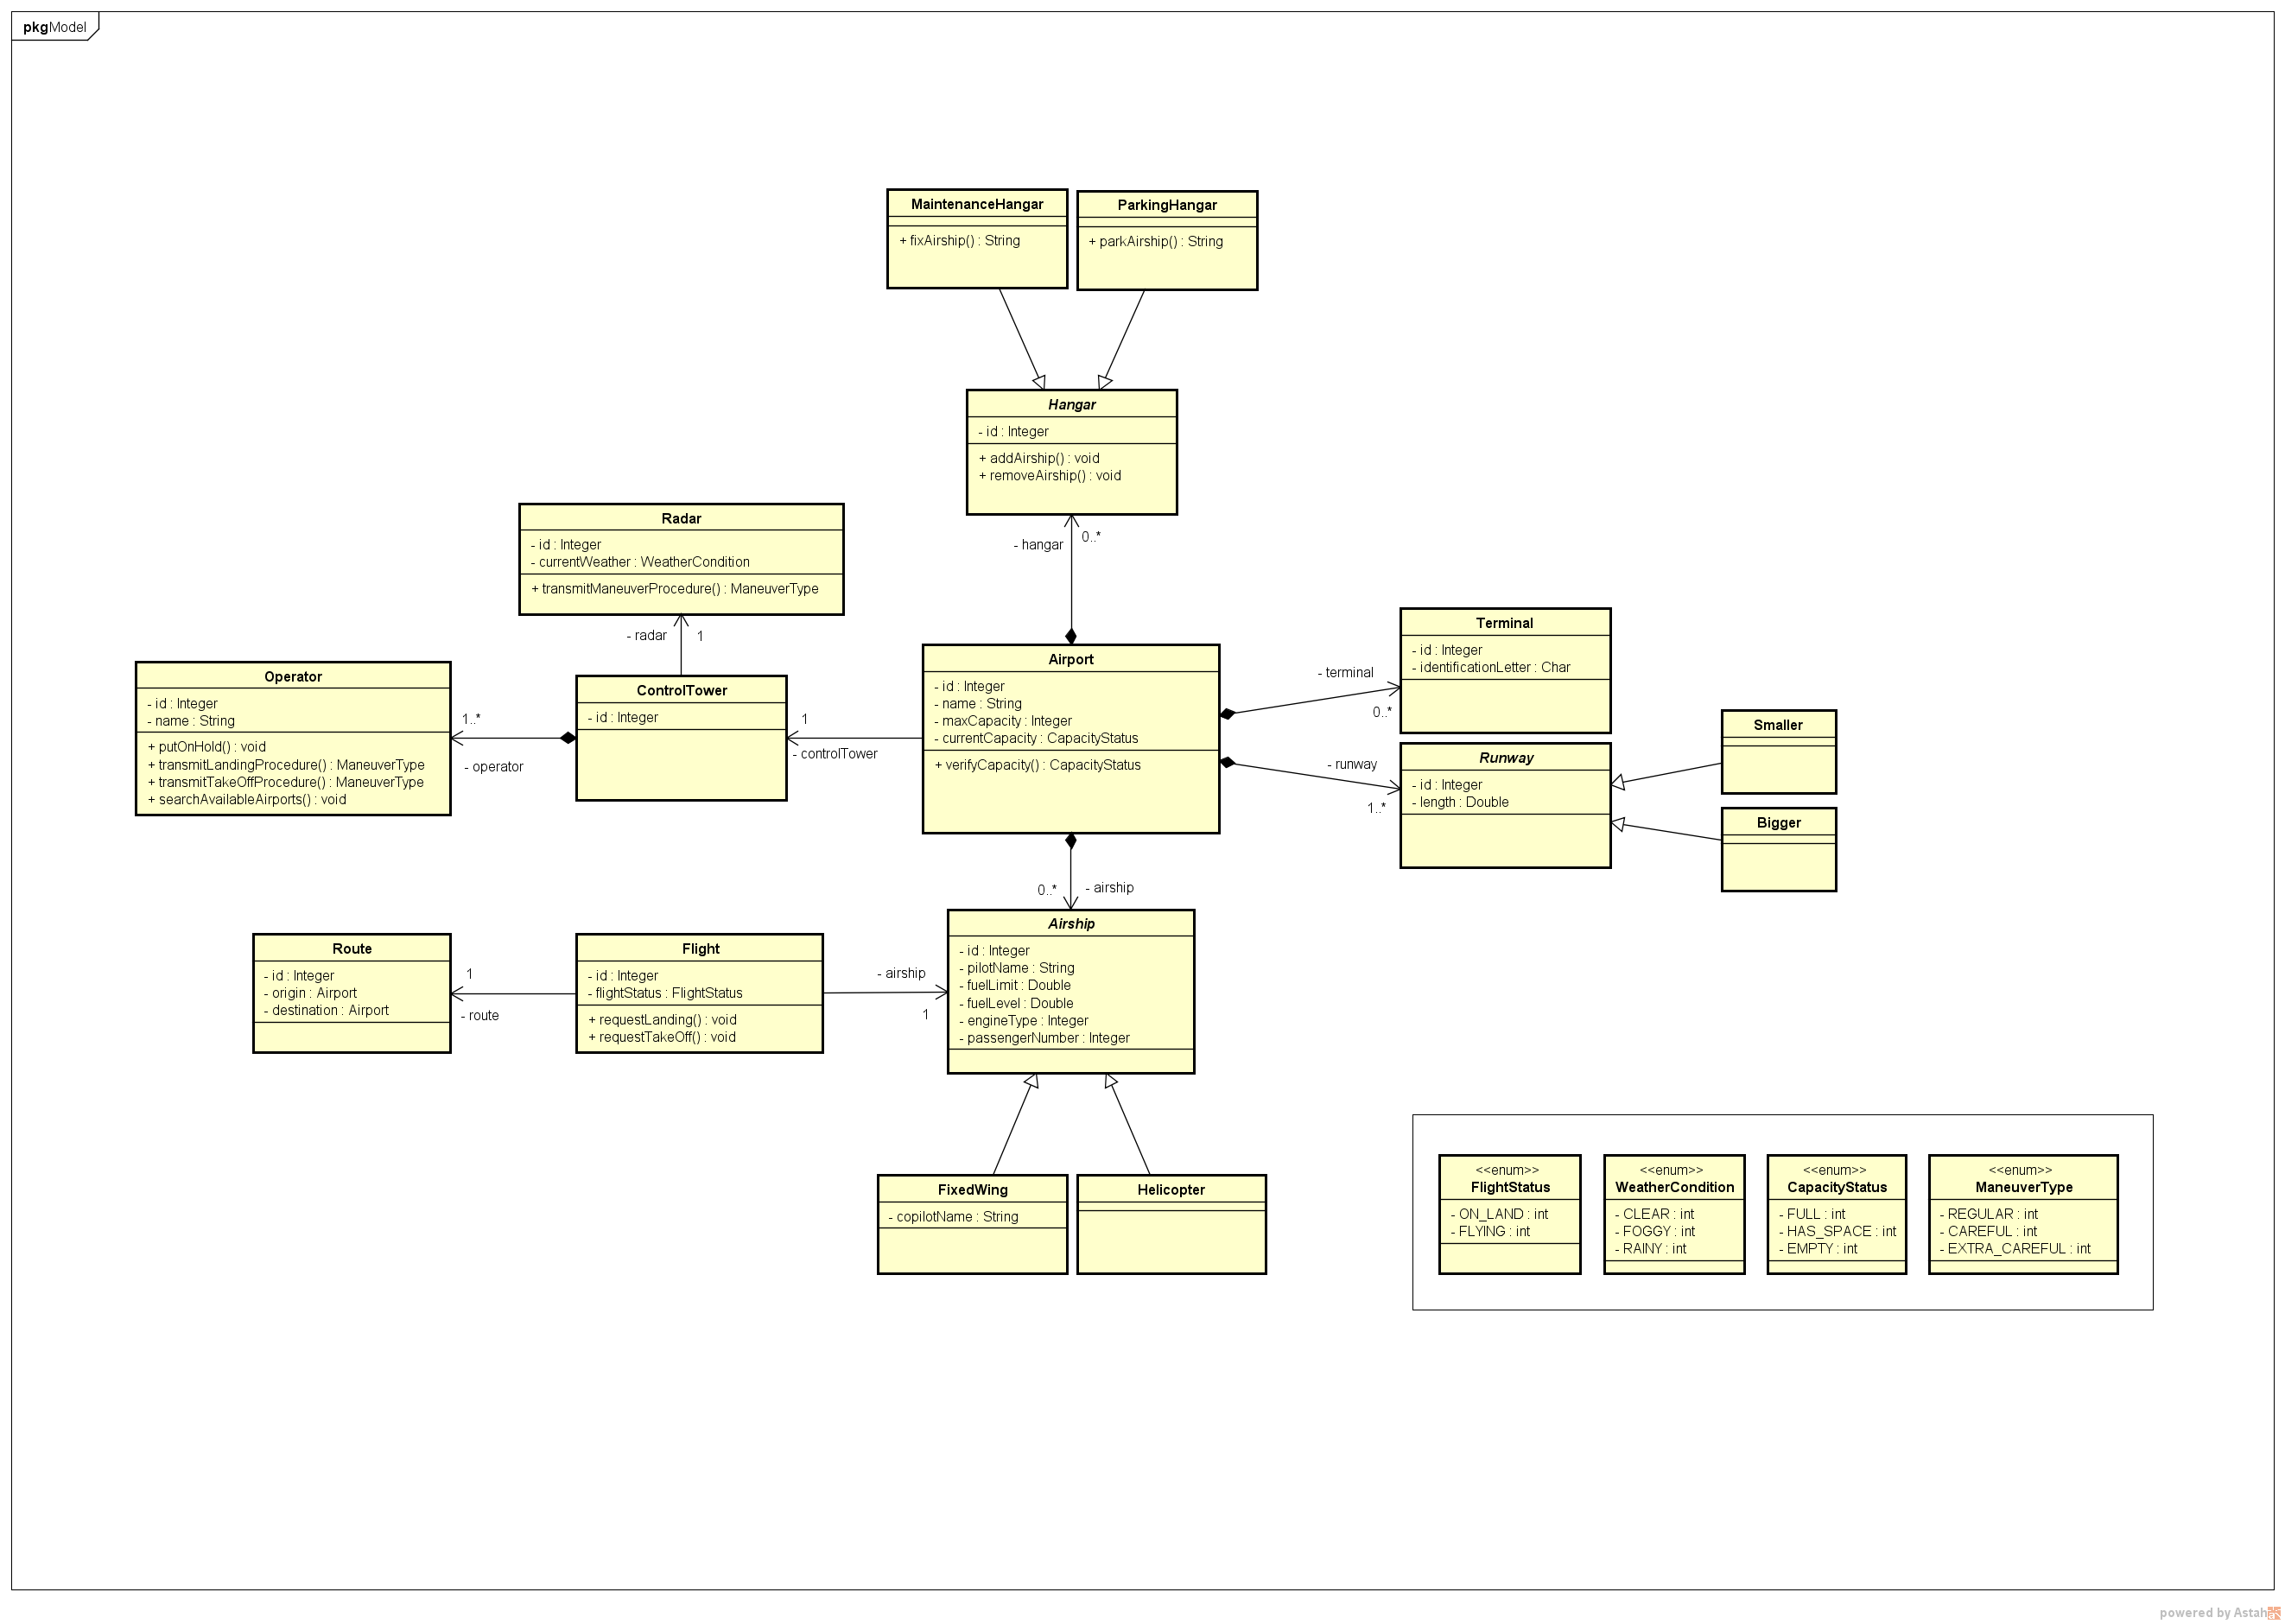 pkg Model
MaintenanceHangar
+ fixAirship() : String
ParkingHangar
+ parkAirship() : String
Hangar
- id : Integer
+ addAirship() : void
+ removeAirship() : void
- hangar
0..*
Radar
- id : Integer
- currentWeather : WeatherCondition
+ transmitManeuverProcedure() : ManeuverType
- radar
1
Operator
- id : Integer
- name : String
+ putOnHold() : void
+ transmitLandingProcedure() : ManeuverType
+ transmitTakeOffProcedure() : ManeuverType
+ searchAvailableAirports() : void
1..*
- operator
ControlTower
- id : Integer
1
- controlTower
Airport
- id : Integer
- name : String
- maxCapacity : Integer
- currentCapacity : CapacityStatus
+ verifyCapacity() : CapacityStatus
- terminal
0..*
Terminal
- id : Integer
- identificationLetter : Char
- runway
1..*
Runway
- id : Integer
- length : Double
Smaller
Bigger
0..*
- airship
Route
- id : Integer
- origin : Airport
- destination : Airport
1
- route
Flight
- id : Integer
- flightStatus : FlightStatus
+ requestLanding() : void
+ requestTakeOff() : void
- airship
1
Airship
- id : Integer
- pilotName : String
- fuelLimit : Double
- fuelLevel : Double
- engineType : Integer
- passengerNumber : Integer
FixedWing
- copilotName : String
Helicopter
<<enum>>
FlightStatus
- ON_LAND : int
- FLYING : int
<<enum>>
WeatherCondition
- CLEAR : int
- FOGGY : int
- RAINY : int
<<enum>>
CapacityStatus
- FULL : int
- HAS_SPACE : int
- EMPTY : int
<<enum>>
ManeuverType
- REGULAR : int
- CAREFUL : int
- EXTRA_CAREFUL : int
powered by Astah